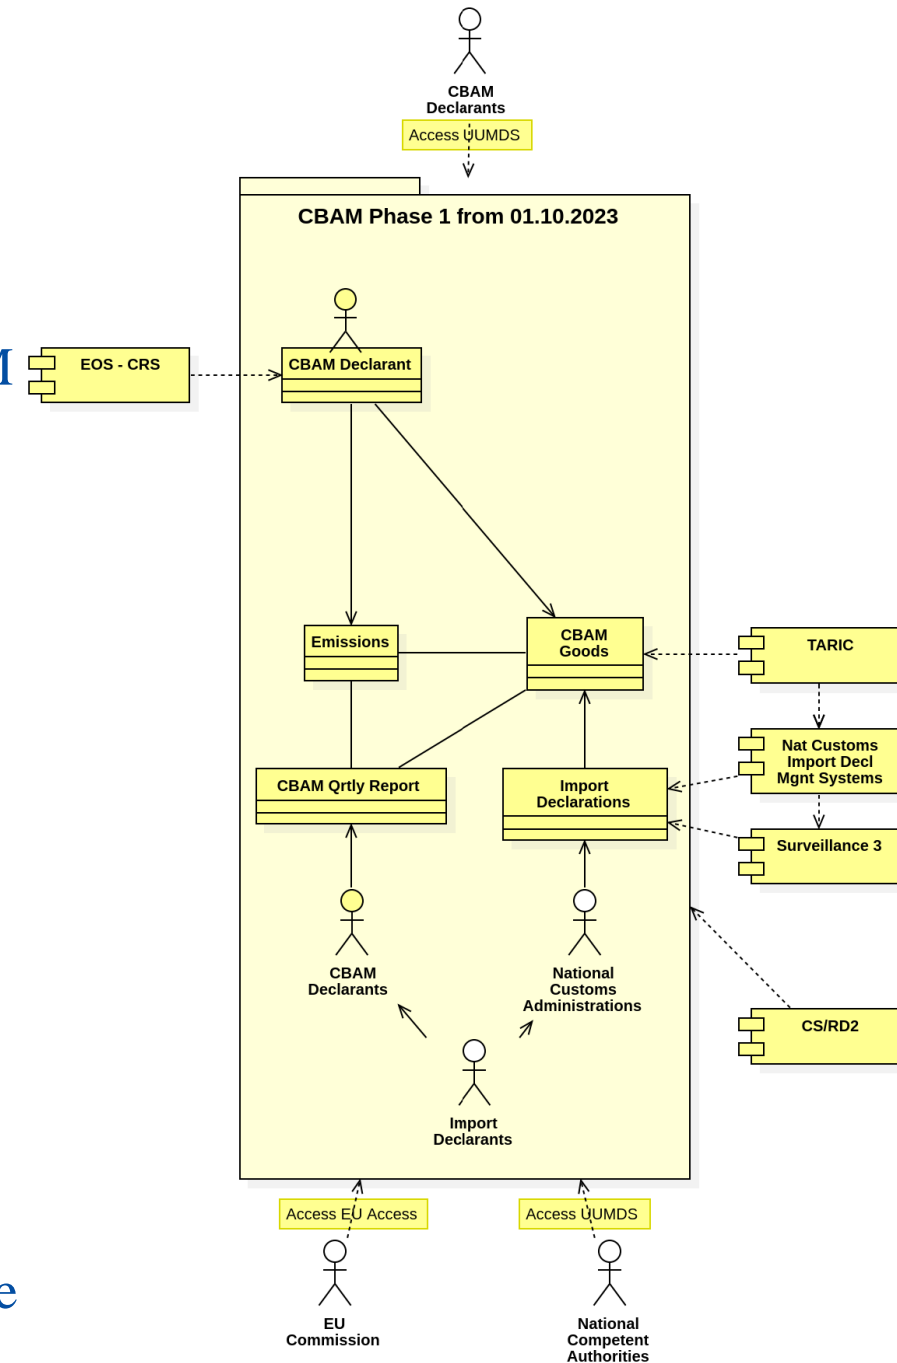 CBAM
Declarants
Access UUMDS
CBAM Phase 1 from 01.10.2023
M
EOS - CRS
CBAM Declarant
Emissions
CBAM
Goods
TARIC
Nat Customs
Import Decl
Mgnt Systems
CBAM Qrtly Report
Import
Declarations
Surveillance 3
CBAM
Declarants
National
Customs
Administrations
CS/RD2
Import
Declarants
Access EU Access
Access UUMDS
e
EU
Commission
National
Competent
Authorities